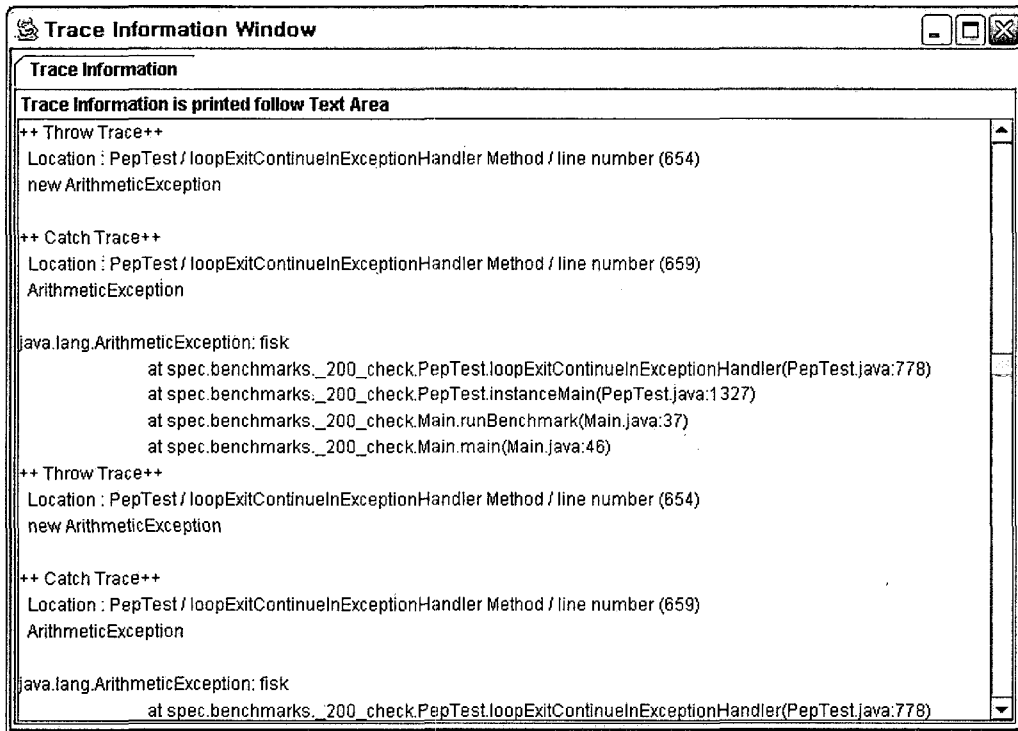 Trace Information Window
Trace Information
Trace Information is printed follow Text Area
++ Throw Trace++
Location : PepTest / loopExitContinueInExceptionHandler Method / line number (654)
new ArithmeticException
++ Catch Trace++
Location : PepTest / loopExitContinueInExceptionHandler Method / line number (659)
ArithmeticException
java.lang.ArithmeticException: fisk
at spec.benchmarks._200_check.PepTest.loopExitContinueInExceptionHandler(PepTest.java:778)
at spec.benchmarks._200_check.PepTest.instanceMain(PepTest.java:1327)
at spec.benchmarks._200_check.Main.runBenchmark(Main.java:37)
at spec.benchmarks._200_check.Main.main(Main.java:46)
++ Throw Trace++
Location : PepTest / loopExitContinueInExceptionHandler Method / line number (654)
new ArithmeticException
++ Catch Trace++
Location : PepTest / loopExitContinueInExceptionHandler Method / line number (659)
ArithmeticException
java.lang.ArithmeticException: fisk
at spec.benchmarks._200_check.PepTest.loopExitContinueInExceptionHandler(PepTest.java:778)